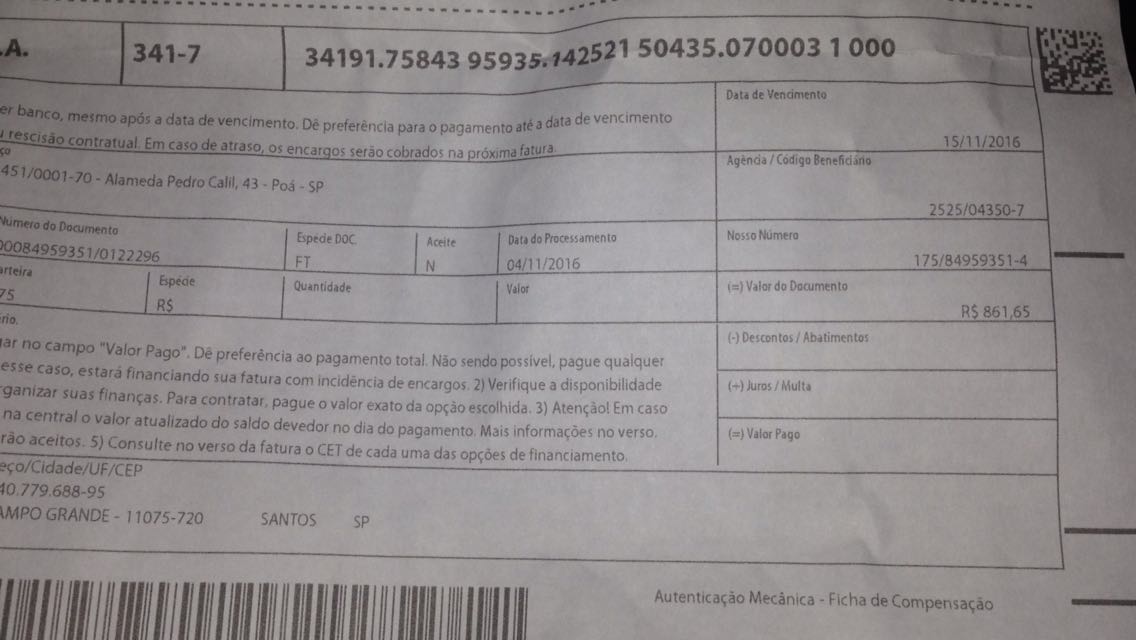 .A. 341-7 34191.75843 95935.142521 50435.070003 1 000
Data de Vencimento
er banco, mesmo após a data de vencimento. Dê preferência para o pagamento até a data de vencimento
15/11/2016
u rescisão contratual. Em caso de atraso, os encargos serão cobrados na próxima fatura.
Agência / Código Beneficiário
ço
451/0001-70 - Alameda Pedro Calil, 43 - Poá - SP
2525/04350-7
Número do Documento Espécie DOC. Aceite Data do Processamento Nosso Número
00084959351/0122296 FT N 04/11/2016 175/84959351-4
arteira Espécie Quantidade Valor (=) Valor do Documento
75 R$ R$ 861,65
rio.
(-) Descontos / Abatimentos
gar no campo "Valor Pago". Dê preferência ao pagamento total. Não sendo possível, pague qualquer
esse caso, estará financiando sua fatura com incidência de encargos. 2) Verifique a disponibilidade
(+) Juros / Multa
rganizar suas finanças. Para contratar, pague o valor exato da opção escolhida. 3) Atenção! Em caso
na central o valor atualizado do saldo devedor no dia do pagamento. Mais informações no verso.
(=) Valor Pago
rão aceitos. 5) Consulte no verso da fatura o CET de cada uma das opções de financiamento.
eço/Cidade/UF/CEP
40.779.688-95
AMPO GRANDE - 11075-720 SANTOS SP
Autenticação Mecânica - Ficha de Compensação